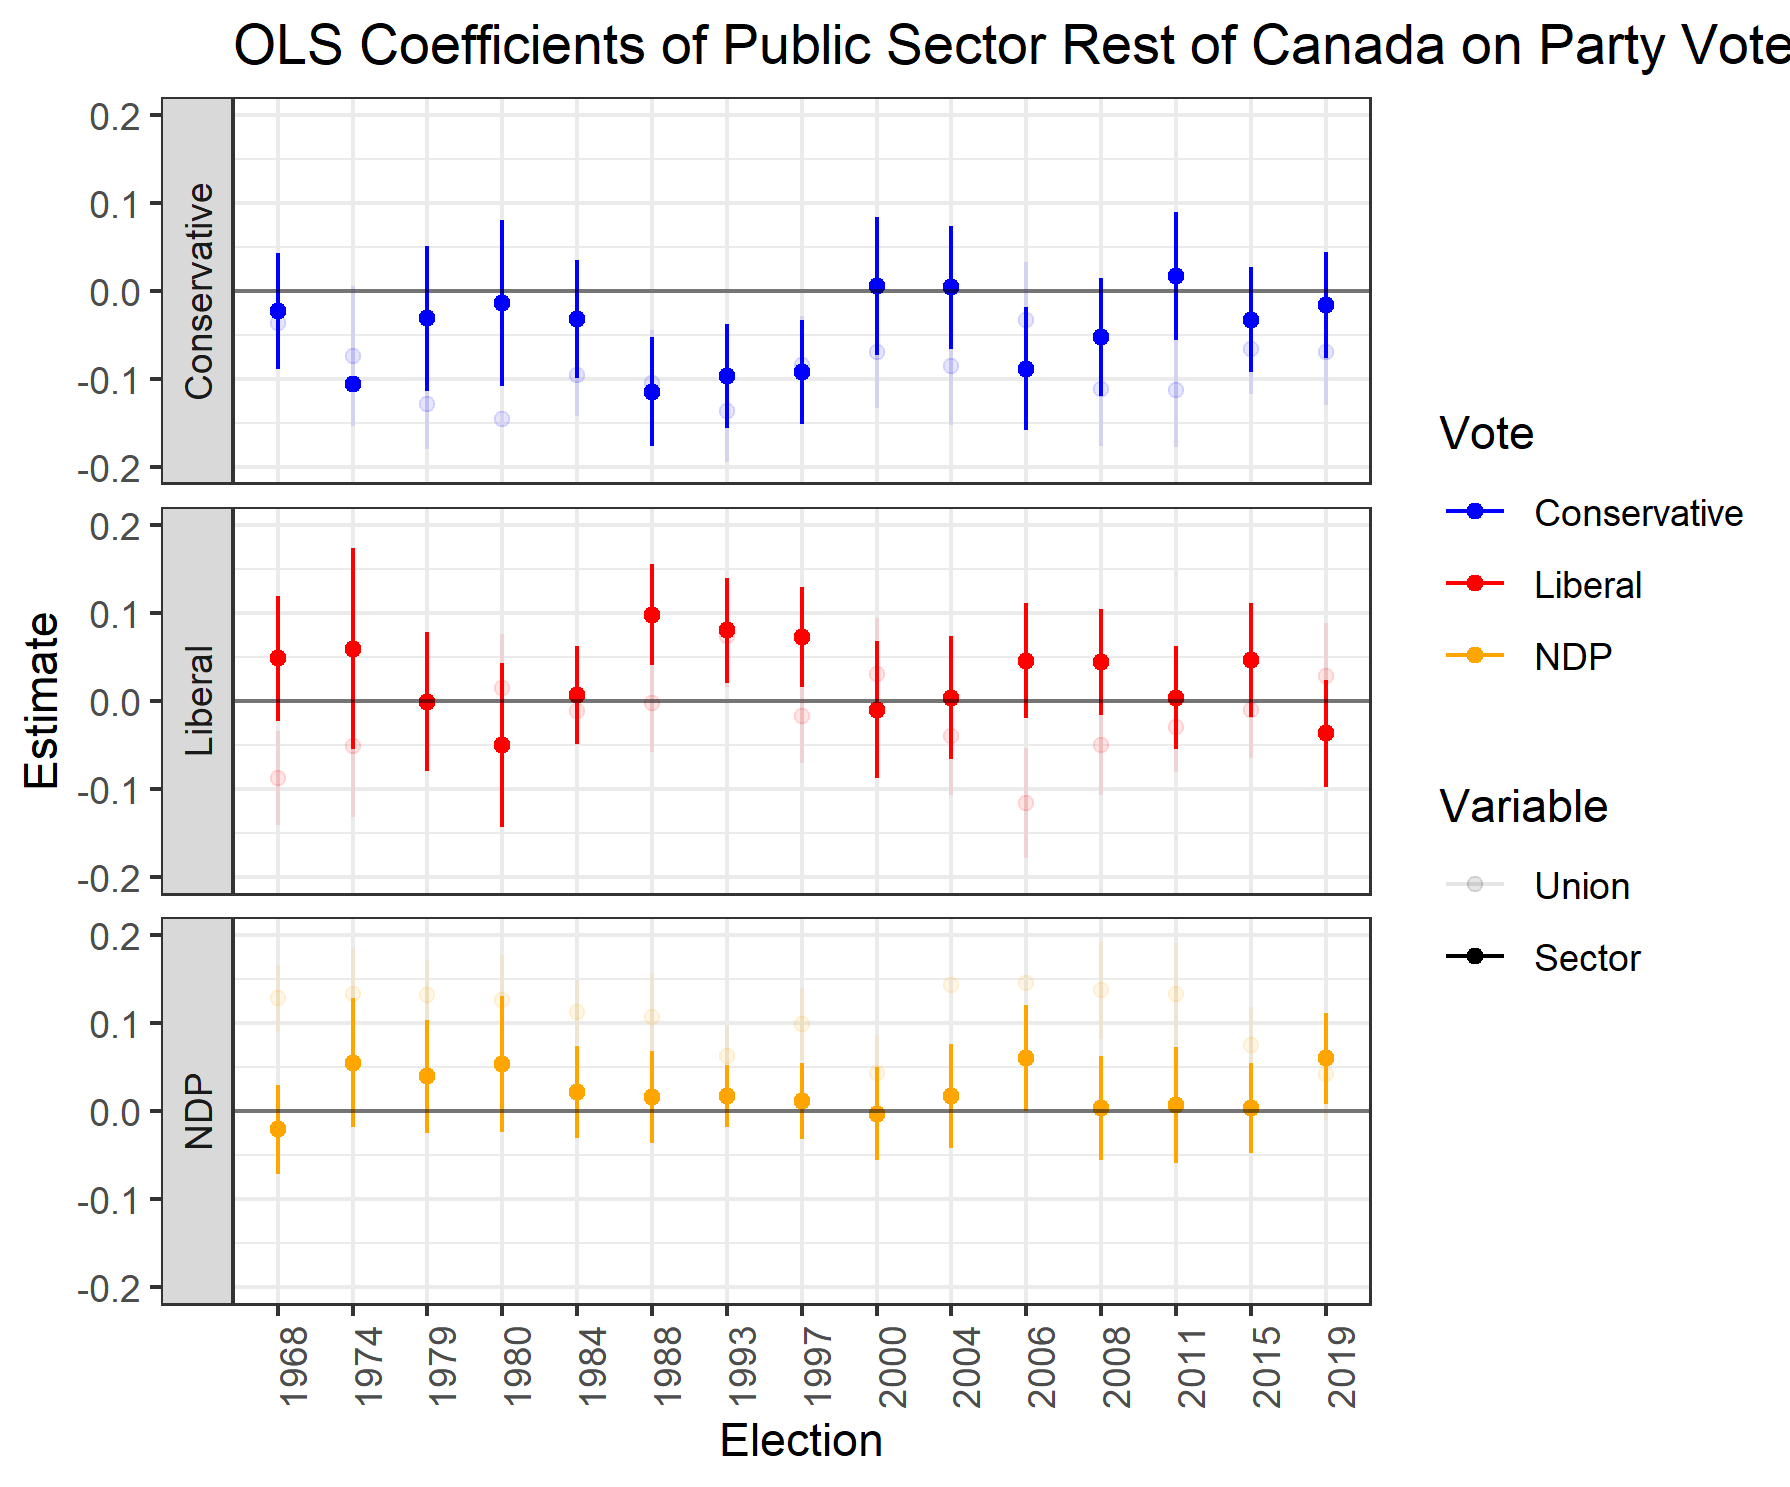 OLS Coefficients of Public Sector Rest of Canada on Party Vote
Estimate
Conservative
0.2
0.1
0.0
-0.1
-0.2
Liberal
0.2
0.1
0.0
-0.1
-0.2
NDP
0.2
0.1
0.0
-0.1
-0.2
1968 1974 1979 1980 1984 1988 1993 1997 2000 2004 2006 2008 2011 2015 2019
Election
Vote
Conservative
Liberal
NDP
Variable
Union
Sector